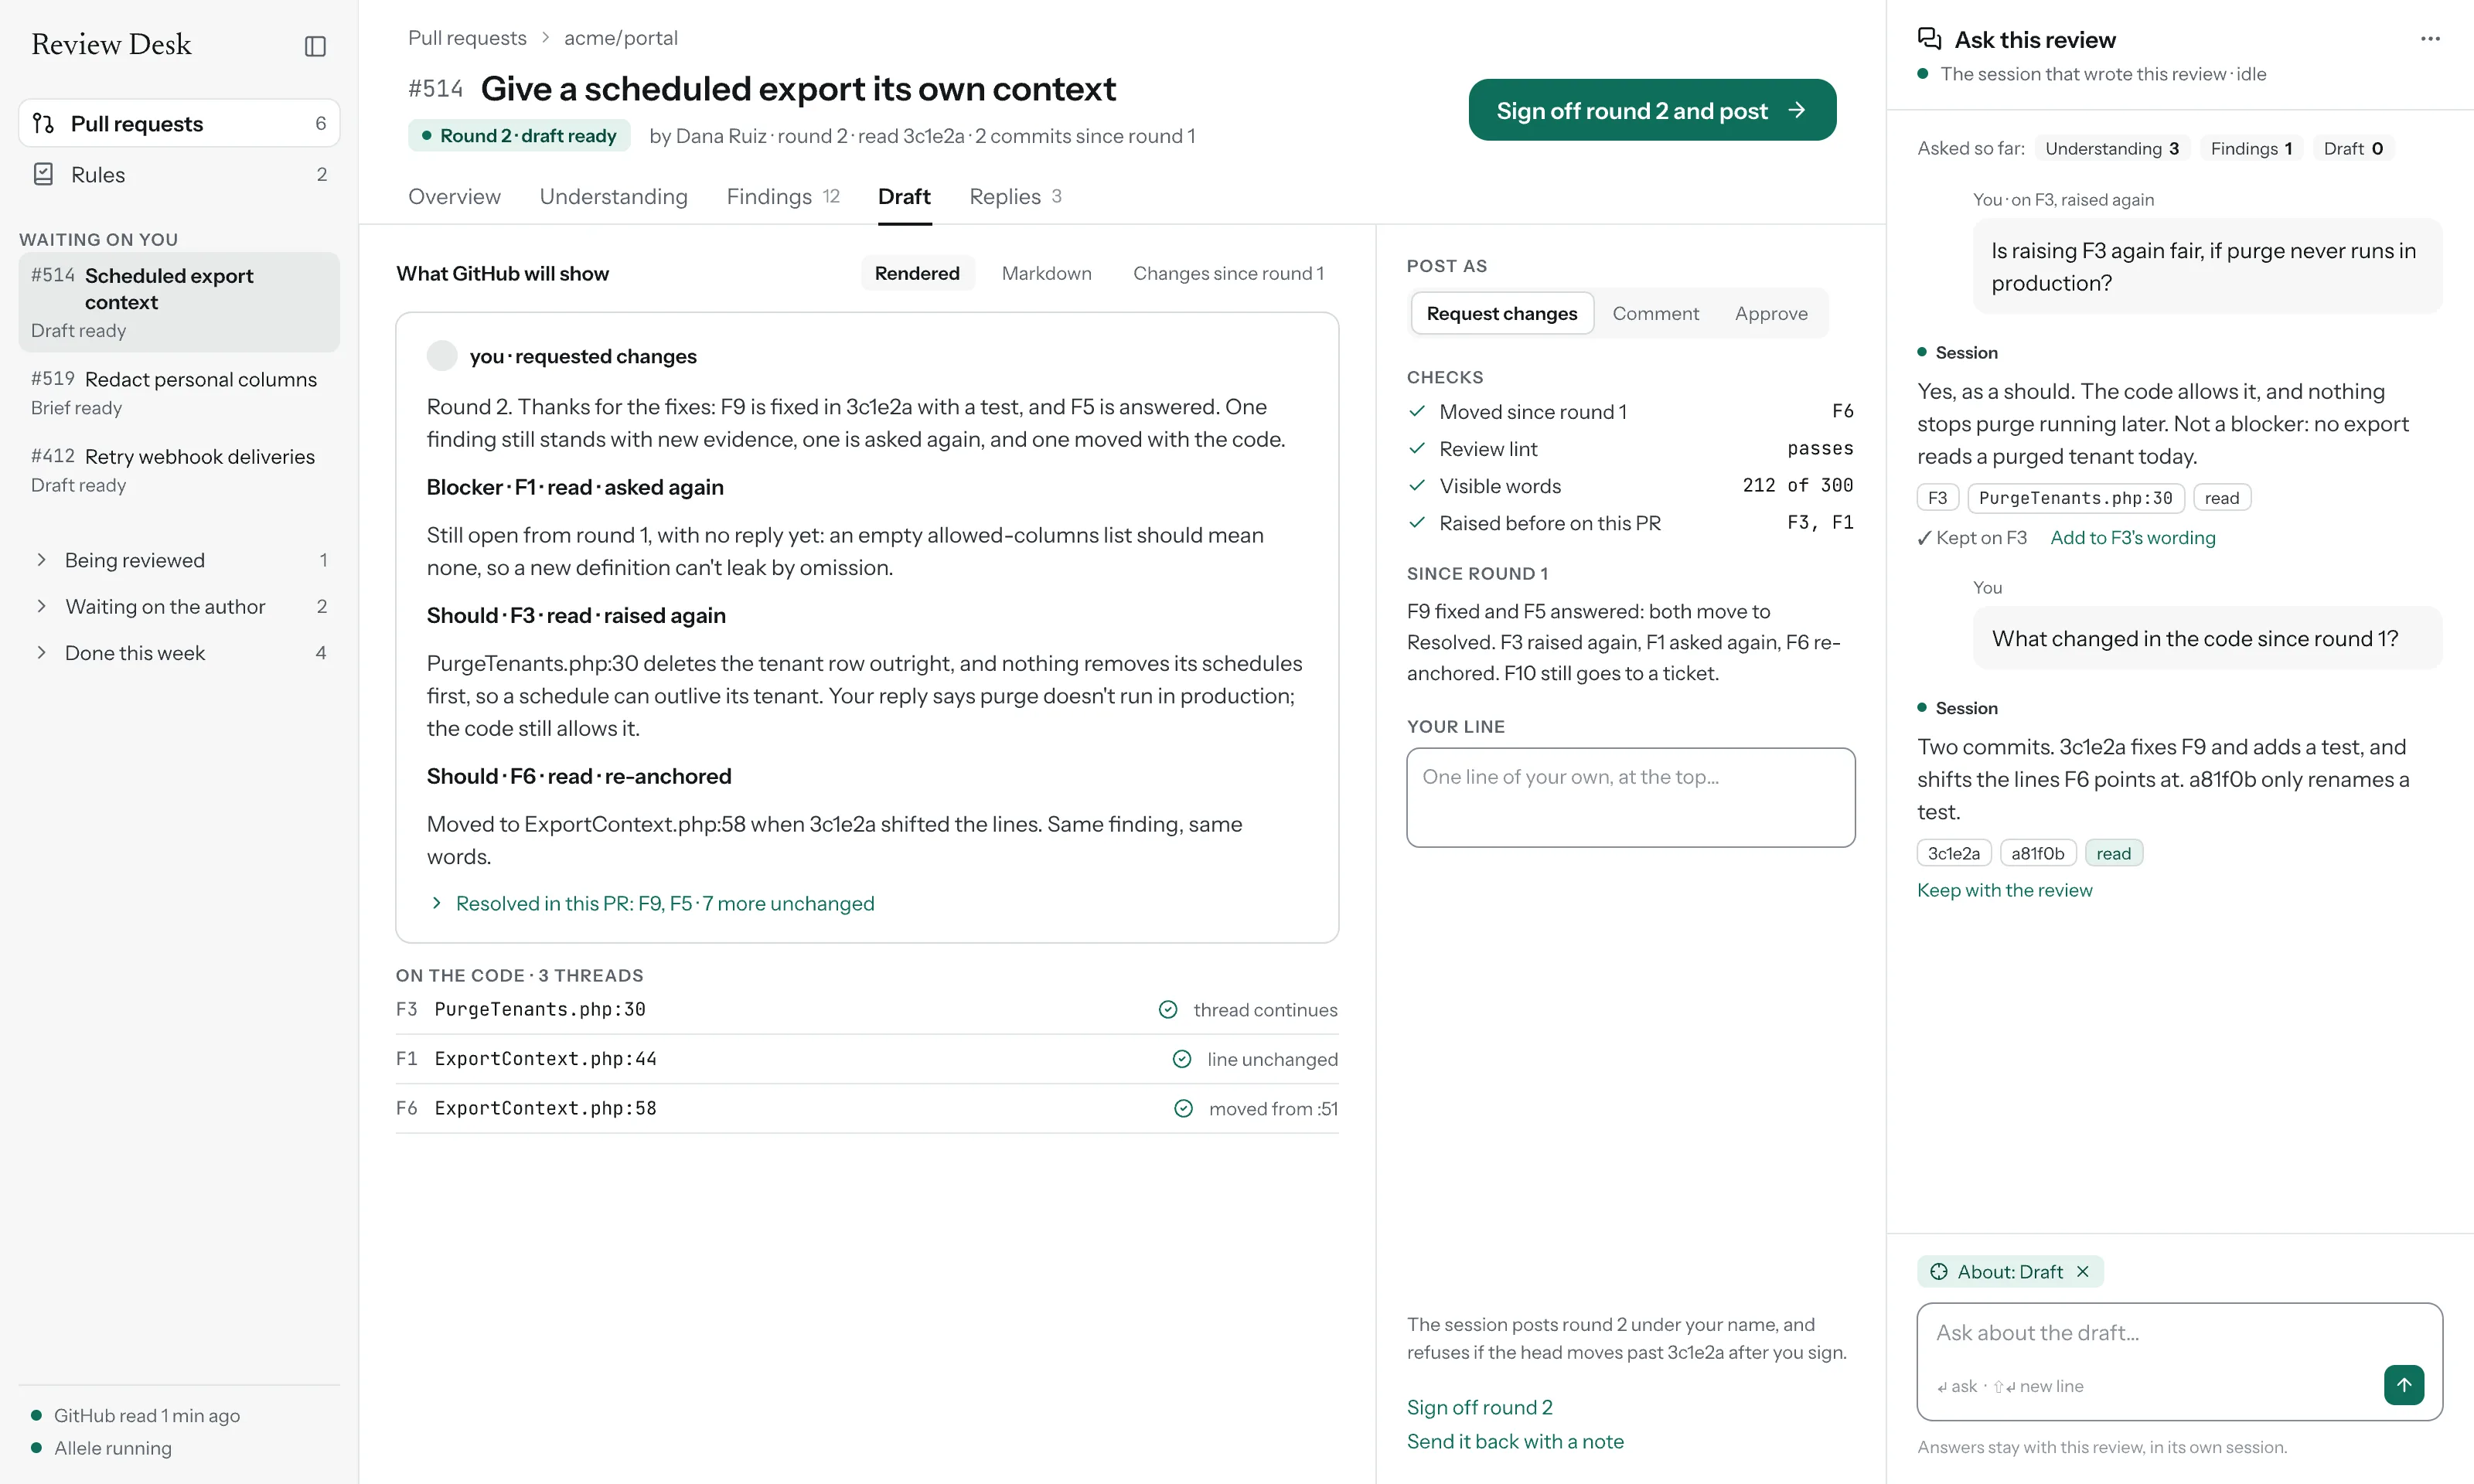 Review Desk
Pull requests 6
Rules 2
WAITING ON YOU
#514 Scheduled export
context
Draft ready
#519 Redact personal columns
Brief ready
#412 Retry webhook deliveries
Draft ready
Being reviewed 1
Waiting on the author 2
Done this week 4
GitHub read 1 min ago
Allele running
Pull requests > acme/portal
#514 Give a scheduled export its own context
Round 2 · draft ready by Dana Ruiz · round 2 · read 3c1e2a · 2 commits since round 1
Sign off round 2 and post →
Overview Understanding Findings 12 Draft Replies 3
What GitHub will show Rendered Markdown Changes since round 1
you · requested changes
Round 2. Thanks for the fixes: F9 is fixed in 3c1e2a with a test, and F5 is answered. One
finding still stands with new evidence, one is asked again, and one moved with the code.
Blocker · F1 · read · asked again
Still open from round 1, with no reply yet: an empty allowed-columns list should mean
none, so a new definition can't leak by omission.
Should · F3 · read · raised again
PurgeTenants.php:30 deletes the tenant row outright, and nothing removes its schedules
first, so a schedule can outlive its tenant. Your reply says purge doesn't run in production;
the code still allows it.
Should · F6 · read · re-anchored
Moved to ExportContext.php:58 when 3c1e2a shifted the lines. Same finding, same
words.
Resolved in this PR: F9, F5 · 7 more unchanged
ON THE CODE · 3 THREADS
F3 PurgeTenants.php:30 thread continues
F1 ExportContext.php:44 line unchanged
F6 ExportContext.php:58 moved from :51
POST AS
Request changes Comment Approve
CHECKS
✓ Moved since round 1 F6
✓ Review lint passes
✓ Visible words 212 of 300
✓ Raised before on this PR F3, F1
SINCE ROUND 1
F9 fixed and F5 answered: both move to
Resolved. F3 raised again, F1 asked again, F6 re-
anchored. F10 still goes to a ticket.
YOUR LINE
One line of your own, at the top...
The session posts round 2 under your name, and
refuses if the head moves past 3c1e2a after you sign.
Sign off round 2
Send it back with a note
Ask this review
The session that wrote this review · idle
Asked so far: Understanding 3 Findings 1 Draft 0
You · on F3, raised again
Is raising F3 again fair, if purge never runs in
production?
Session
Yes, as a should. The code allows it, and nothing
stops purge running later. Not a blocker: no export
reads a purged tenant today.
F3 PurgeTenants.php:30 read
✓ Kept on F3 Add to F3's wording
You
What changed in the code since round 1?
Session
Two commits. 3c1e2a fixes F9 and adds a test, and
shifts the lines F6 points at. a81f0b only renames a
test.
3c1e2a a81f0b read
Keep with the review
About: Draft ×
Ask about the draft...
↲ ask · ⇧↲ new line
Answers stay with this review, in its own session.